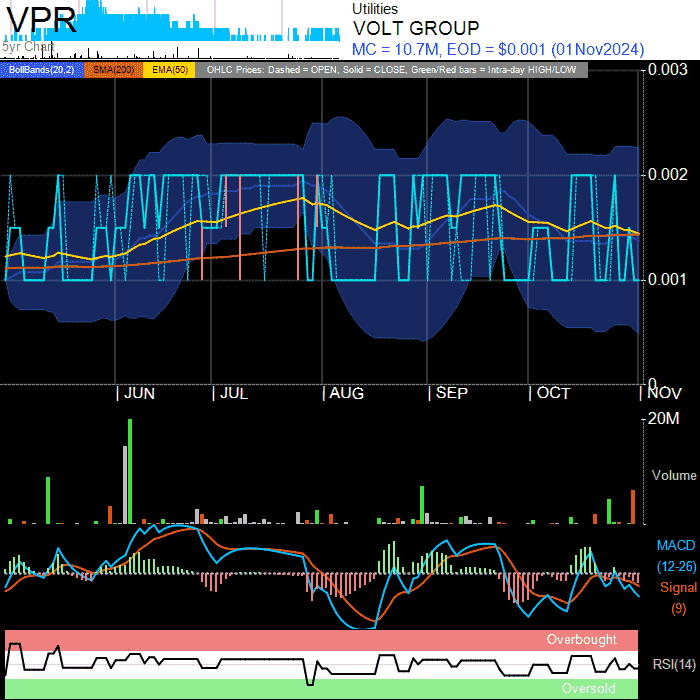 VPR
5yr Chart
Utilities
VOLT GROUP
MC = 10.7M, EOD = $0.001 (01Nov2024)
BollBands(20,2) SMA(200) EMA(50) OHLC Prices: Dashed = OPEN, Solid = CLOSE, Green/Red bars = Intra-day HIGH/LOW
0.003
0.002
0.001
0
JUN JUL AUG SEP OCT NOV
20M
Volume
MACD
(12-26)
Signal
(9)
Overbought
RSI(14)
Oversold